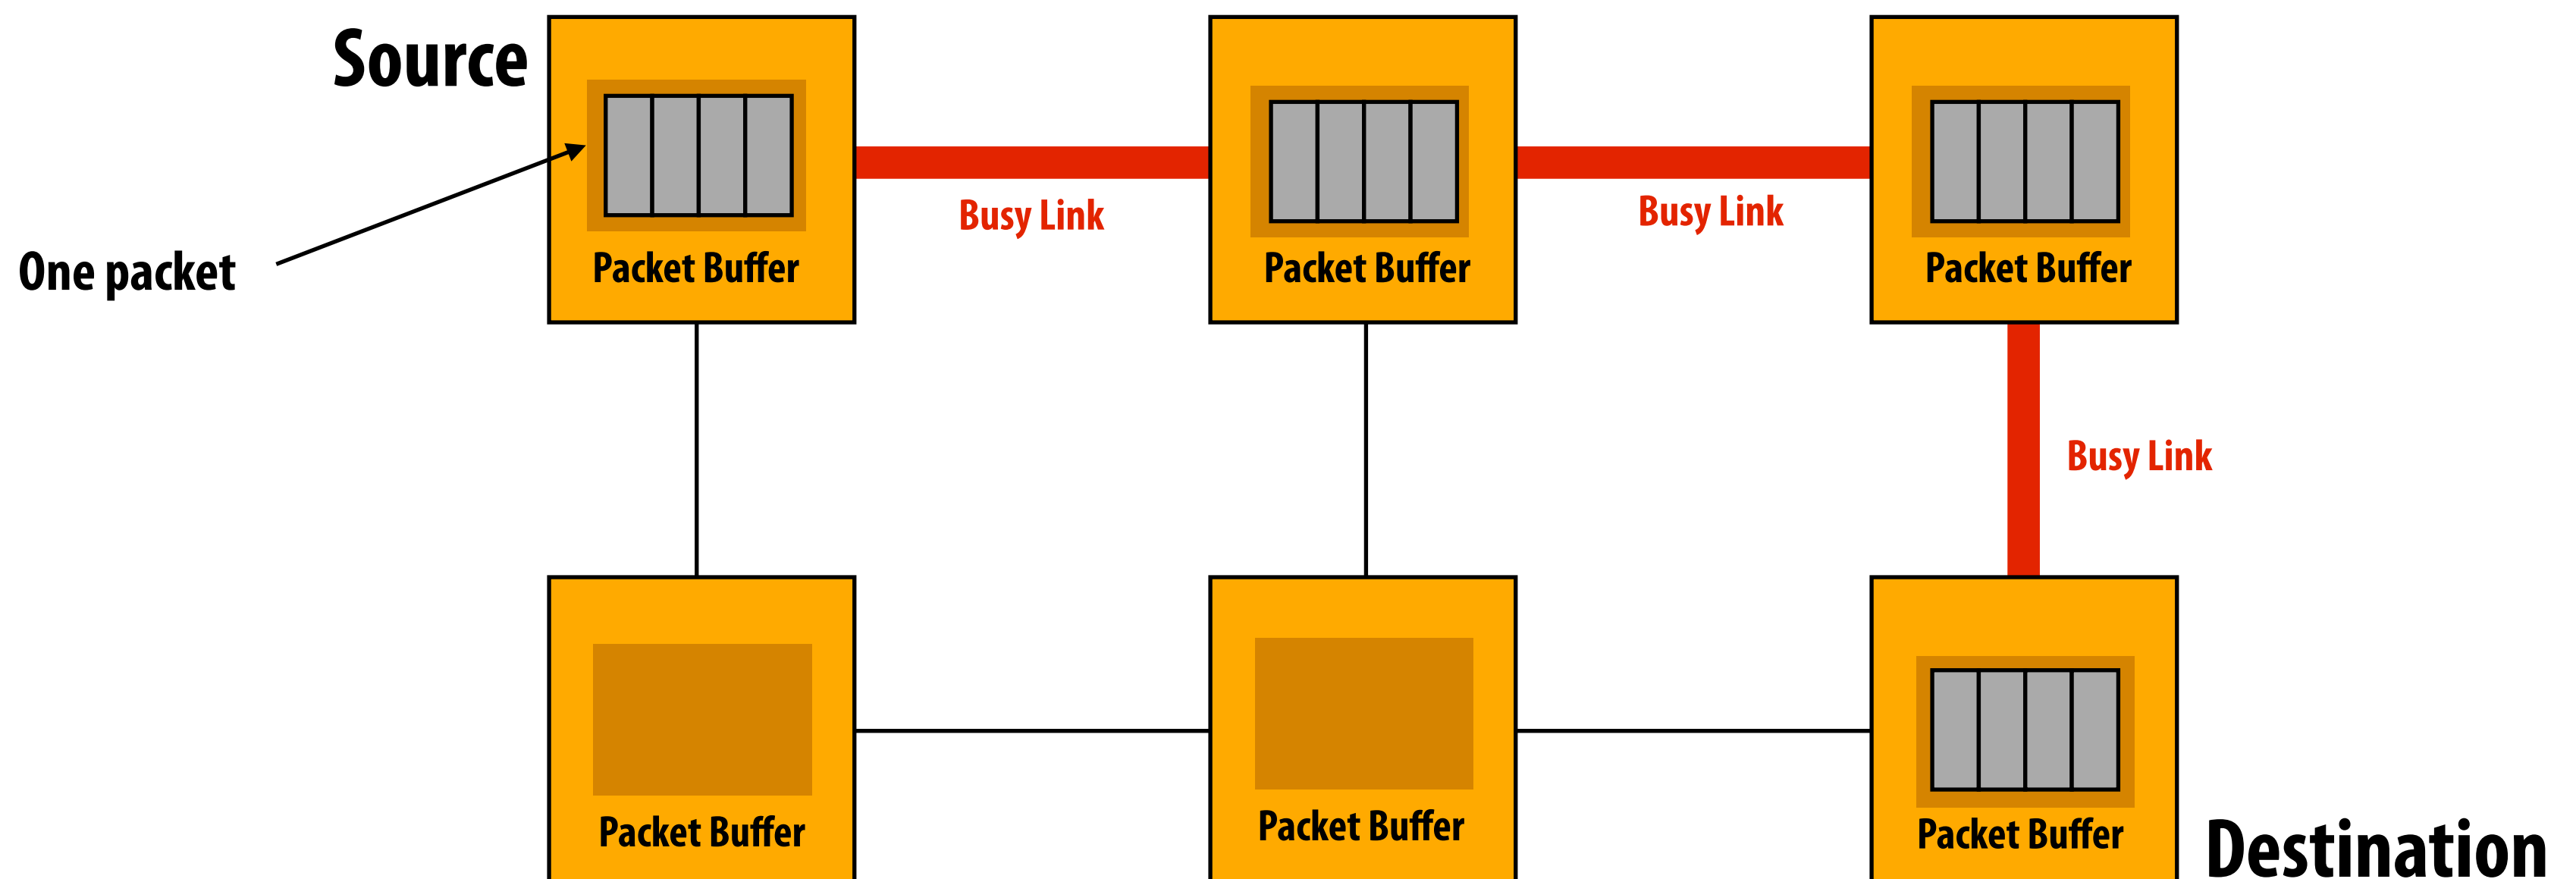 Source
One packet
Packet Buffer
Busy Link
Packet Buffer
Busy Link
Packet Buffer
Busy Link
Packet Buffer
Packet Buffer
Packet Buffer
Destination